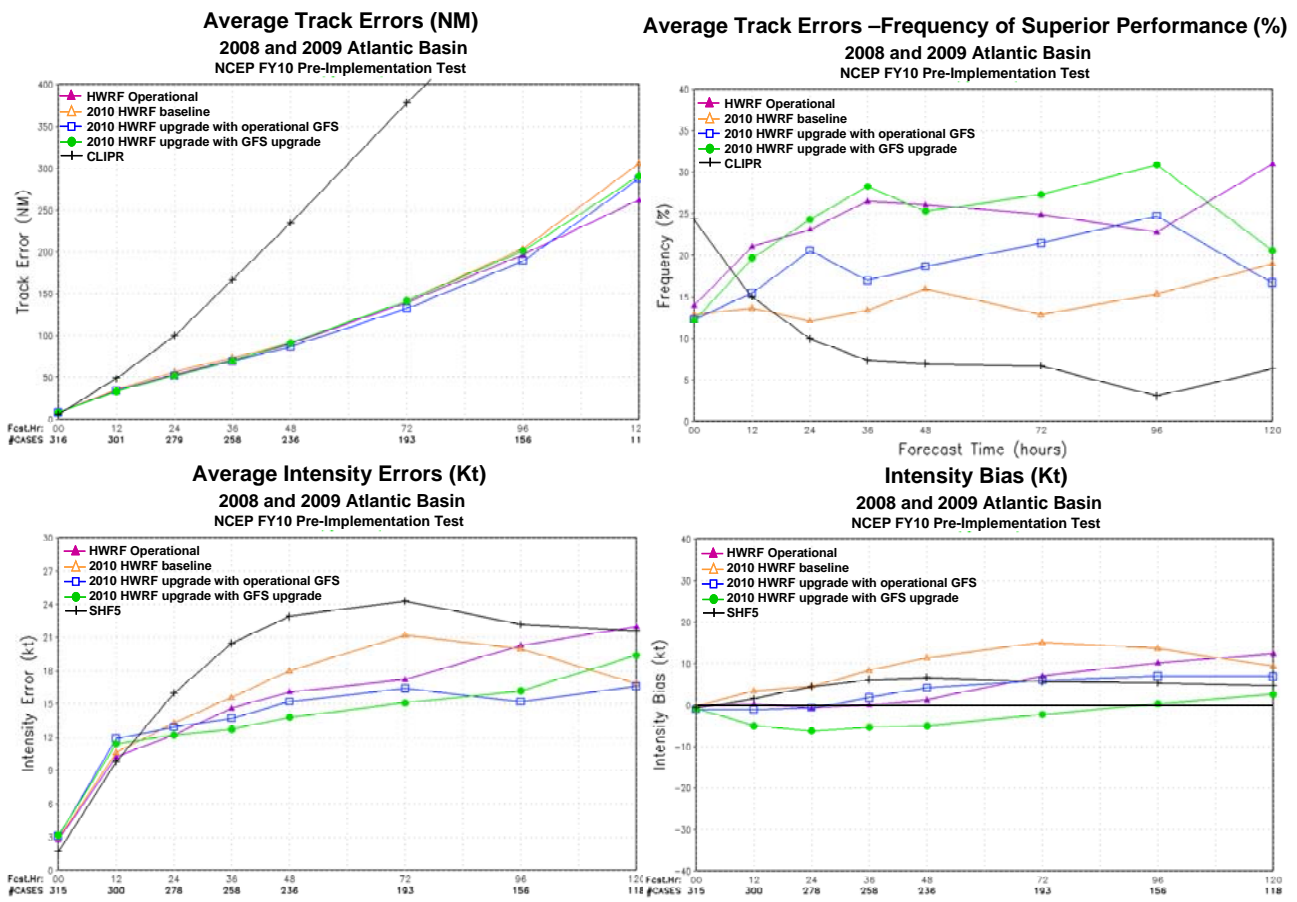 Average Track Errors (NM)
2008 and 2009 Atlantic Basin
NCEP FY10 Pre-Implementation Test
400
350
300
250
200
150
100
50
0
Track Error (NM)
HWRF Operational
2010 HWRF baseline
2010 HWRF upgrade with operational GFS
2010 HWRF upgrade with GFS upgrade
CLIPR
Fcst.Hr: 00 12 24 36 48 72 96 12
#CASES 316 301 279 258 236 193 156 11
Average Track Errors –Frequency of Superior Performance (%)
2008 and 2009 Atlantic Basin
NCEP FY10 Pre-Implementation Test
40
35
30
25
20
15
10
5
0
Frequency (%)
HWRF Operational
2010 HWRF baseline
2010 HWRF upgrade with operational GFS
2010 HWRF upgrade with GFS upgrade
CLIPR
00 12 24 36 48 72 96 120
Forecast Time (hours)
Average Intensity Errors (Kt)
2008 and 2009 Atlantic Basin
NCEP FY10 Pre-Implementation Test
30
27
24
21
18
15
12
9
6
3
0
Intensity Error (kt)
HWRF Operational
2010 HWRF baseline
2010 HWRF upgrade with operational GFS
2010 HWRF upgrade with GFS upgrade
SHF5
Fcst.Hr: 00 12 24 36 48 72 96 120
#CASES 315 300 278 258 236 193 156 118
Intensity Bias (Kt)
2008 and 2009 Atlantic Basin
NCEP FY10 Pre-Implementation Test
40
30
20
10
0
−10
−20
−30
−40
Intensity Bias (kt)
HWRF Operational
2010 HWRF baseline
2010 HWRF upgrade with operational GFS
2010 HWRF upgrade with GFS upgrade
SHF5
Fcst.Hr: 00 12 24 36 48 72 96 120
#CASES 315 300 278 258 236 193 156 118